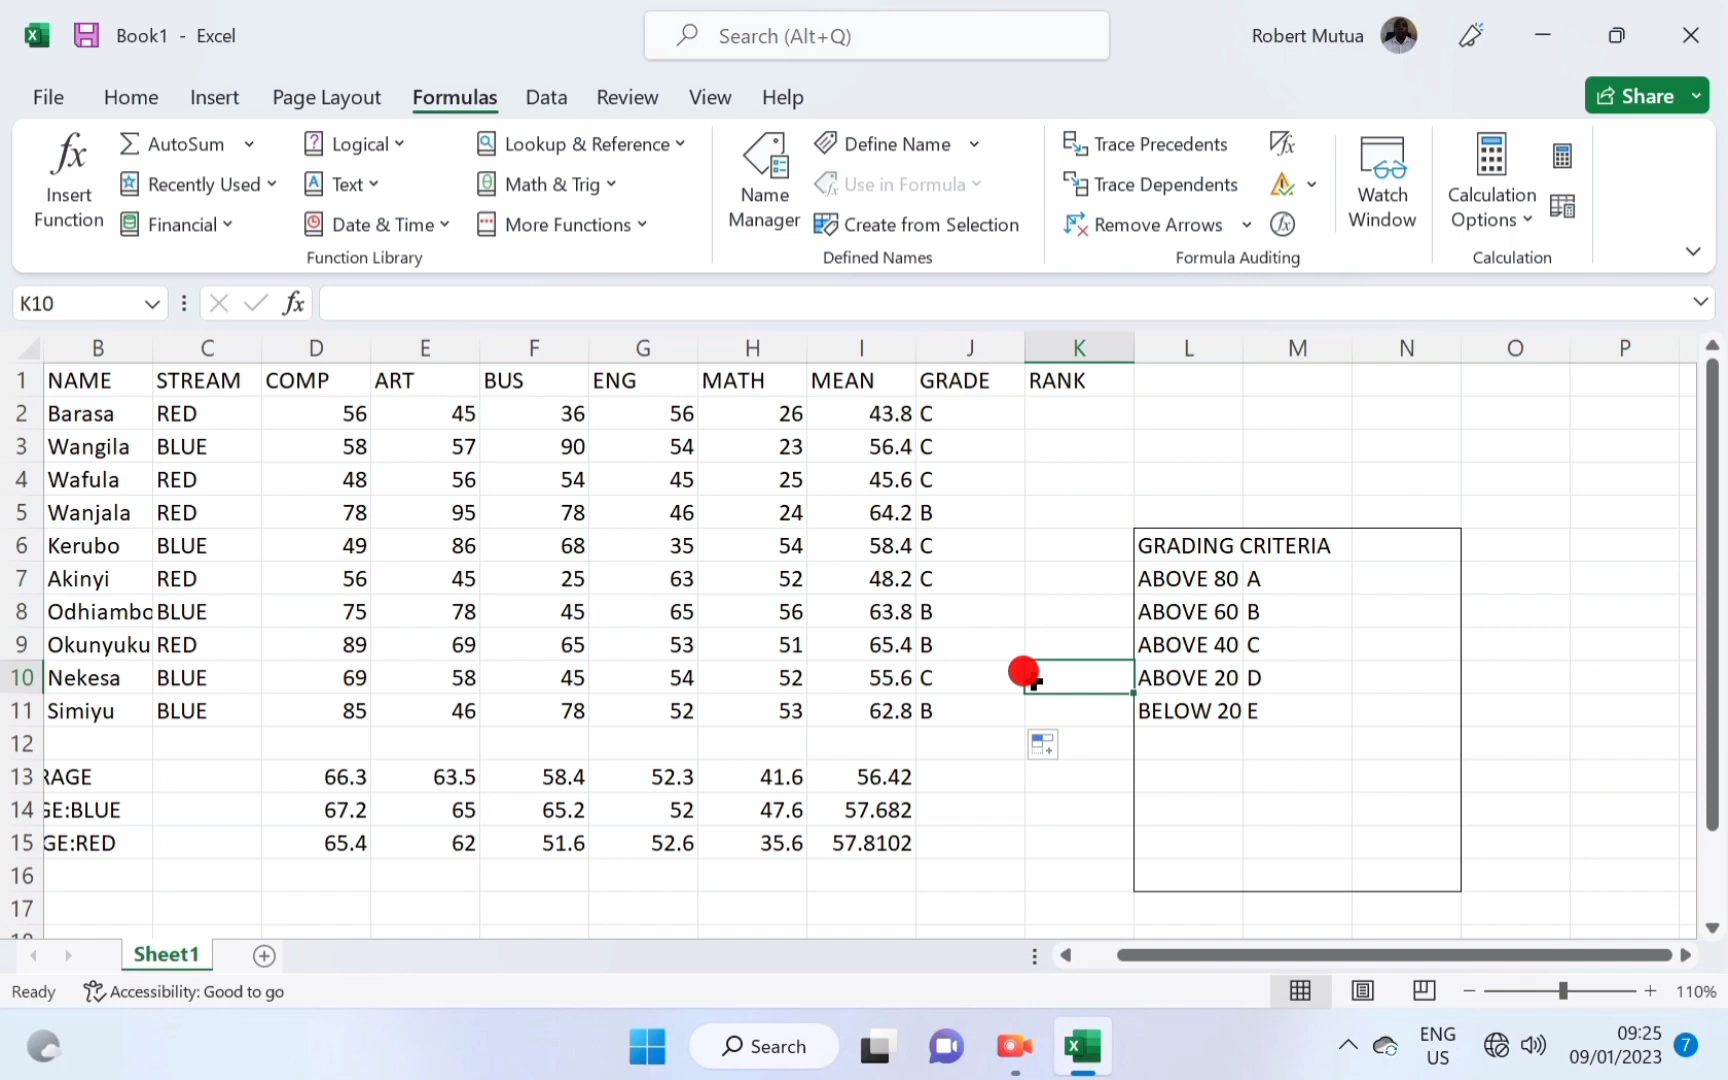 Book1 - Excel
Search (Alt+Q)
Robert Mutua
File Home Insert Page Layout Formulas Data Review View Help
Share
Insert Function
AutoSum
Recently Used
Financial
Logical
Text
Date & Time
Lookup & Reference
Math & Trig
More Functions
Function Library
Name Manager
Define Name
Use in Formula
Create from Selection
Defined Names
Trace Precedents
Trace Dependents
Remove Arrows
Formula Auditing
Watch Window
Calculation Options
Calculation
K10
fx
B C D E F G H I J K L M N O P
1 NAME STREAM COMP ART BUS ENG MATH MEAN GRADE RANK
2 Barasa RED 56 45 36 56 26 43.8 C
3 Wangila BLUE 58 57 90 54 23 56.4 C
4 Wafula RED 48 56 54 45 25 45.6 C
5 Wanjala RED 78 95 78 46 24 64.2 B
6 Kerubo BLUE 49 86 68 35 54 58.4 C GRADING CRITERIA
7 Akinyi RED 56 45 25 63 52 48.2 C ABOVE 80 A
8 Odhiambo BLUE 75 78 45 65 56 63.8 B ABOVE 60 B
9 Okunyuku RED 89 69 65 53 51 65.4 B ABOVE 40 C
10 Nekesa BLUE 69 58 45 54 52 55.6 C ABOVE 20 D
11 Simiyu BLUE 85 46 78 52 53 62.8 B BELOW 20 E
12
13 RAGE 66.3 63.5 58.4 52.3 41.6 56.42
14 GE:BLUE 67.2 65 65.2 52 47.6 57.682
15 GE:RED 65.4 62 51.6 52.6 35.6 57.8102
16
17
Sheet1
Ready Accessibility: Good to go 110%
Search
ENG US
09:25
09/01/2023 7